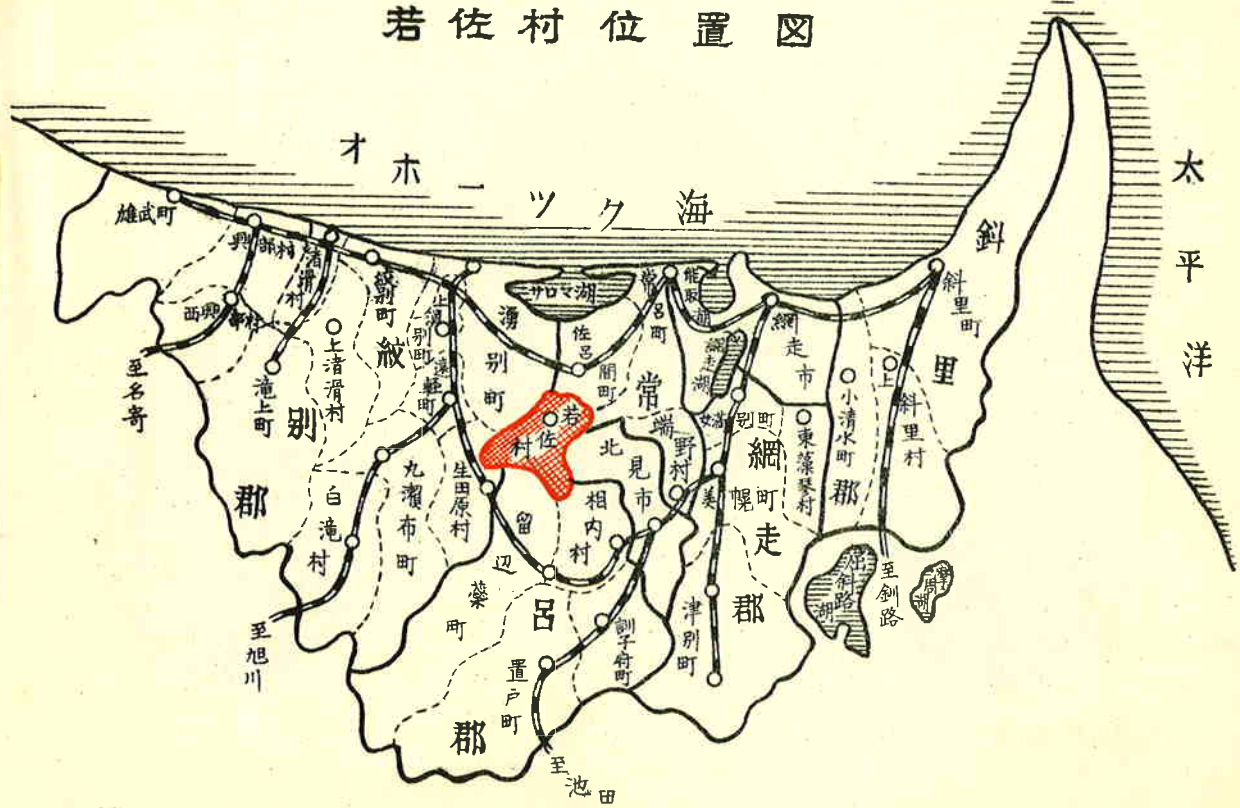 若佐村位置図
オホーツク海
太平洋
雄武町
興部村
渚滑村
紋別町
西興部村
上渚滑村
滝上町
至名寄
紋別郡
上湧別町
遠軽町
湧別町
サロマ湖
佐呂間町
常呂町
能取湖
網走湖
網走市
斜里町
斜里郡
上斜里村
小清水町
東藻琴村
女満別町
端野村
常呂郡
若佐村
北見市
相内村
美幌町
網走郡
白滝村
丸瀬布町
生田原村
留辺蘂町
訓子府町
津別町
置戸町
屈斜路湖
摩周湖
至釧路
至旭川
至池田